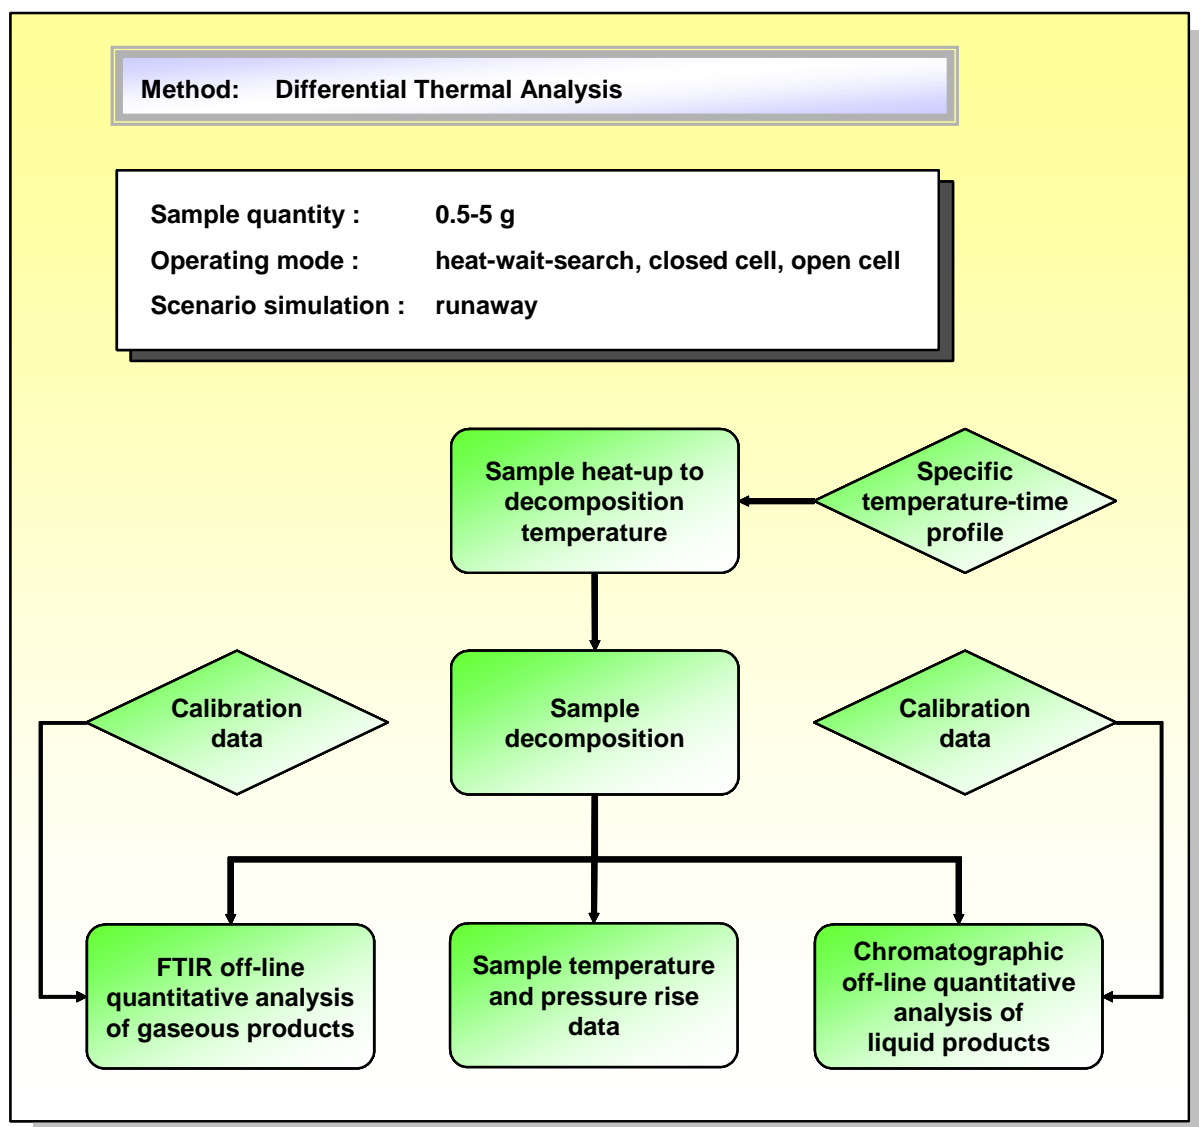 Method: Differential Thermal Analysis
Sample quantity : 0.5-5 g
Operating mode : heat-wait-search, closed cell, open cell
Scenario simulation : runaway
Sample heat-up to
decomposition
temperature
Specific
temperature-time
profile
Calibration
data
Sample
decomposition
Calibration
data
FTIR off-line
quantitative analysis
of gaseous products
Sample temperature
and pressure rise
data
Chromatographic
off-line quantitative
analysis of
liquid products